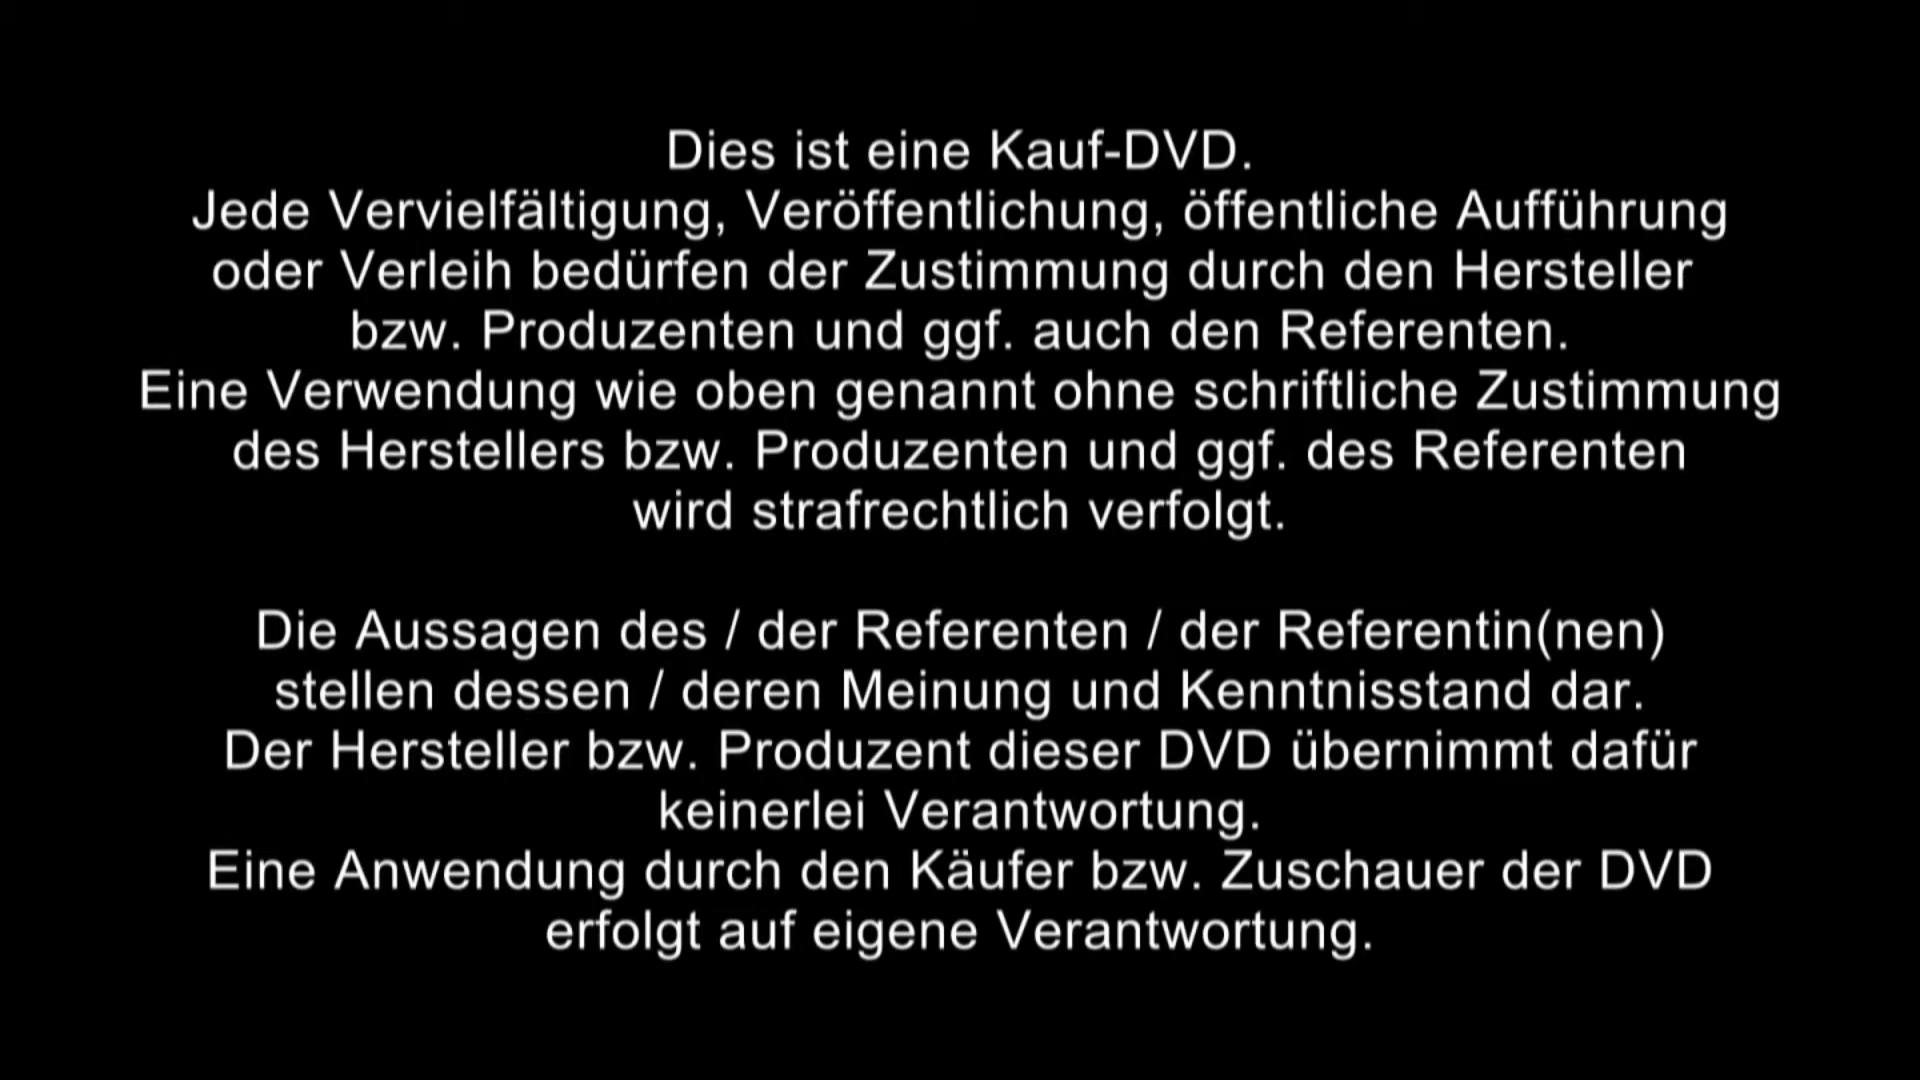 Dies ist eine Kauf-DVD.
Jede Vervielfältigung, Veröffentlichung, öffentliche Aufführung
oder Verleih bedürfen der Zustimmung durch den Hersteller
bzw. Produzenten und ggf. auch den Referenten.
Eine Verwendung wie oben genannt ohne schriftliche Zustimmung
des Herstellers bzw. Produzenten und ggf. des Referenten
wird strafrechtlich verfolgt.
Die Aussagen des / der Referenten / der Referentin(nen)
stellen dessen / deren Meinung und Kenntnisstand dar.
Der Hersteller bzw. Produzent dieser DVD übernimmt dafür
keinerlei Verantwortung.
Eine Anwendung durch den Käufer bzw. Zuschauer der DVD
erfolgt auf eigene Verantwortung.